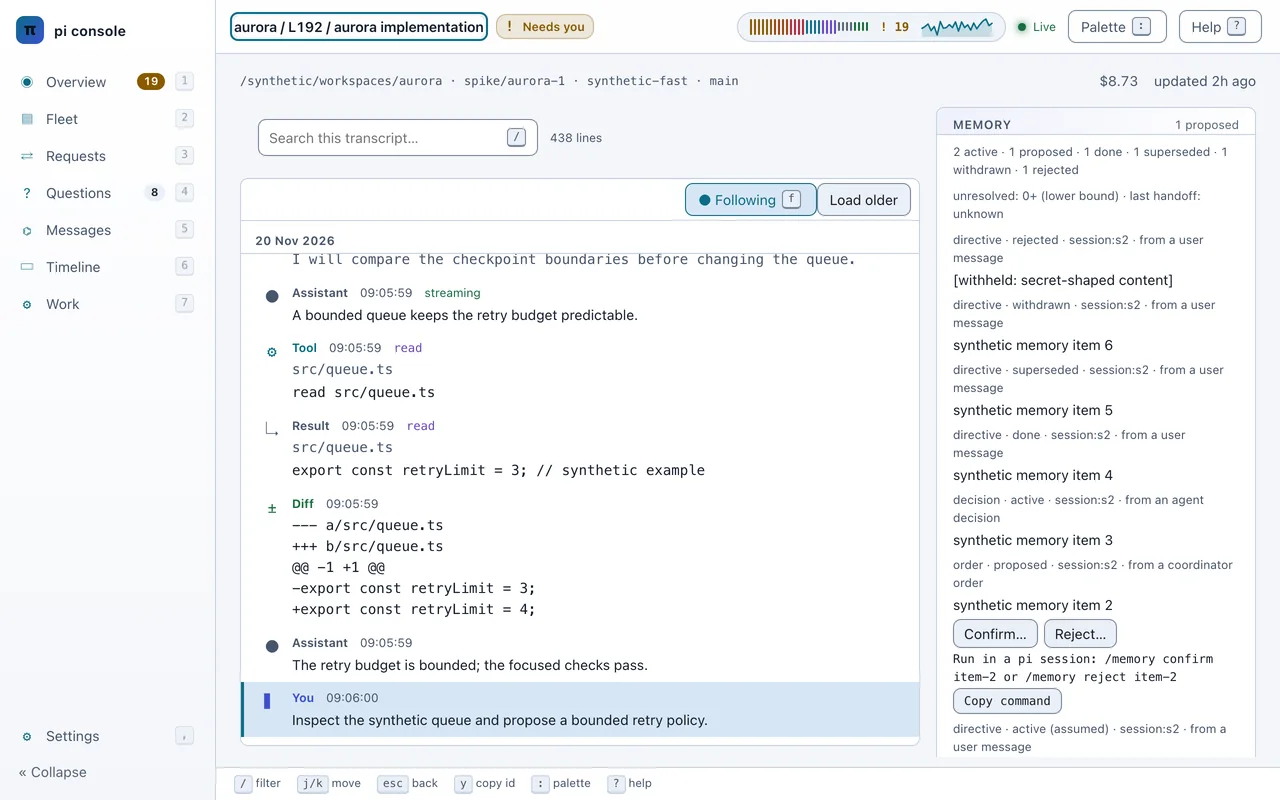 π pi console
Overview 19 1
Fleet 2
Requests 3
? Questions 8 4
Messages 5
Timeline 6
Work 7
Settings ,
« Collapse
aurora / L192 / aurora implementation
! Needs you
! 19
Live
Palette :
Help ?
/synthetic/workspaces/aurora · spike/aurora-1 · synthetic-fast · main
$8.73 updated 2h ago
Search this transcript… /
438 lines
Following f
Load older
20 Nov 2026
I will compare the checkpoint boundaries before changing the queue.
Assistant 09:05:59 streaming
A bounded queue keeps the retry budget predictable.
Tool 09:05:59 read
src/queue.ts
read src/queue.ts
Result 09:05:59 read
src/queue.ts
export const retryLimit = 3; // synthetic example
± Diff 09:05:59
--- a/src/queue.ts
+++ b/src/queue.ts
@@ -1 +1 @@
-export const retryLimit = 3;
+export const retryLimit = 4;
Assistant 09:05:59
The retry budget is bounded; the focused checks pass.
You 09:06:00
Inspect the synthetic queue and propose a bounded retry policy.
MEMORY 1 proposed
2 active · 1 proposed · 1 done · 1 superseded · 1
withdrawn · 1 rejected
unresolved: 0+ (lower bound) · last handoff:
unknown
directive · rejected · session:s2 · from a user
message
[withheld: secret-shaped content]
directive · withdrawn · session:s2 · from a user
message
synthetic memory item 6
directive · superseded · session:s2 · from a user
message
synthetic memory item 5
directive · done · session:s2 · from a user
message
synthetic memory item 4
decision · active · session:s2 · from an agent
decision
synthetic memory item 3
order · proposed · session:s2 · from a coordinator
order
synthetic memory item 2
Confirm… Reject…
Run in a pi session: /memory confirm
item-2 or /memory reject item-2
Copy command
directive · active (assumed) · session:s2 · from a
user message
/ filter j/k move esc back y copy id : palette ? help